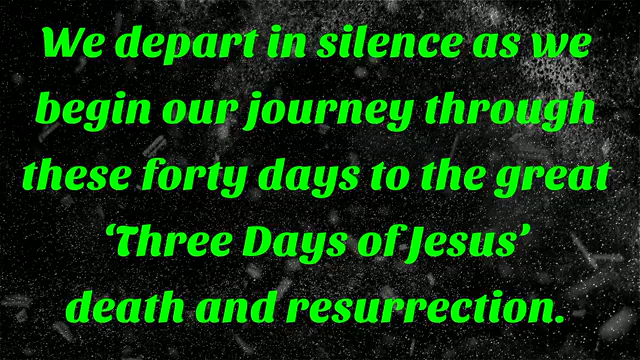 We depart in silence as we
begin our journey through
these forty days to the great
‘Three Days of Jesus’
death and resurrection.